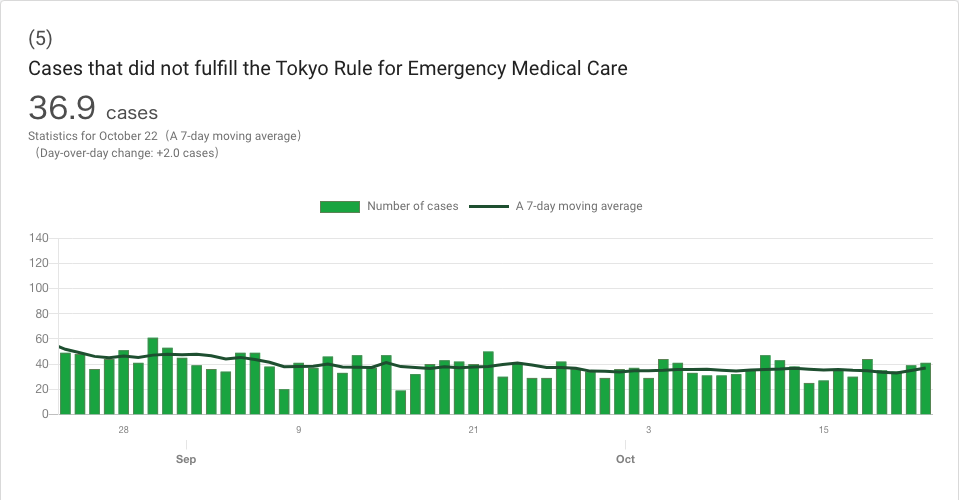 (5)
Cases that did not fulfill the Tokyo Rule for Emergency Medical Care
36.9 cases
Statistics for October 22 (A 7-day moving average)
(Day-over-day change: +2.0 cases)
Number of cases A 7-day moving average
140
120
100
80
60
40
20
0
28 9 21 3 15
Sep Oct